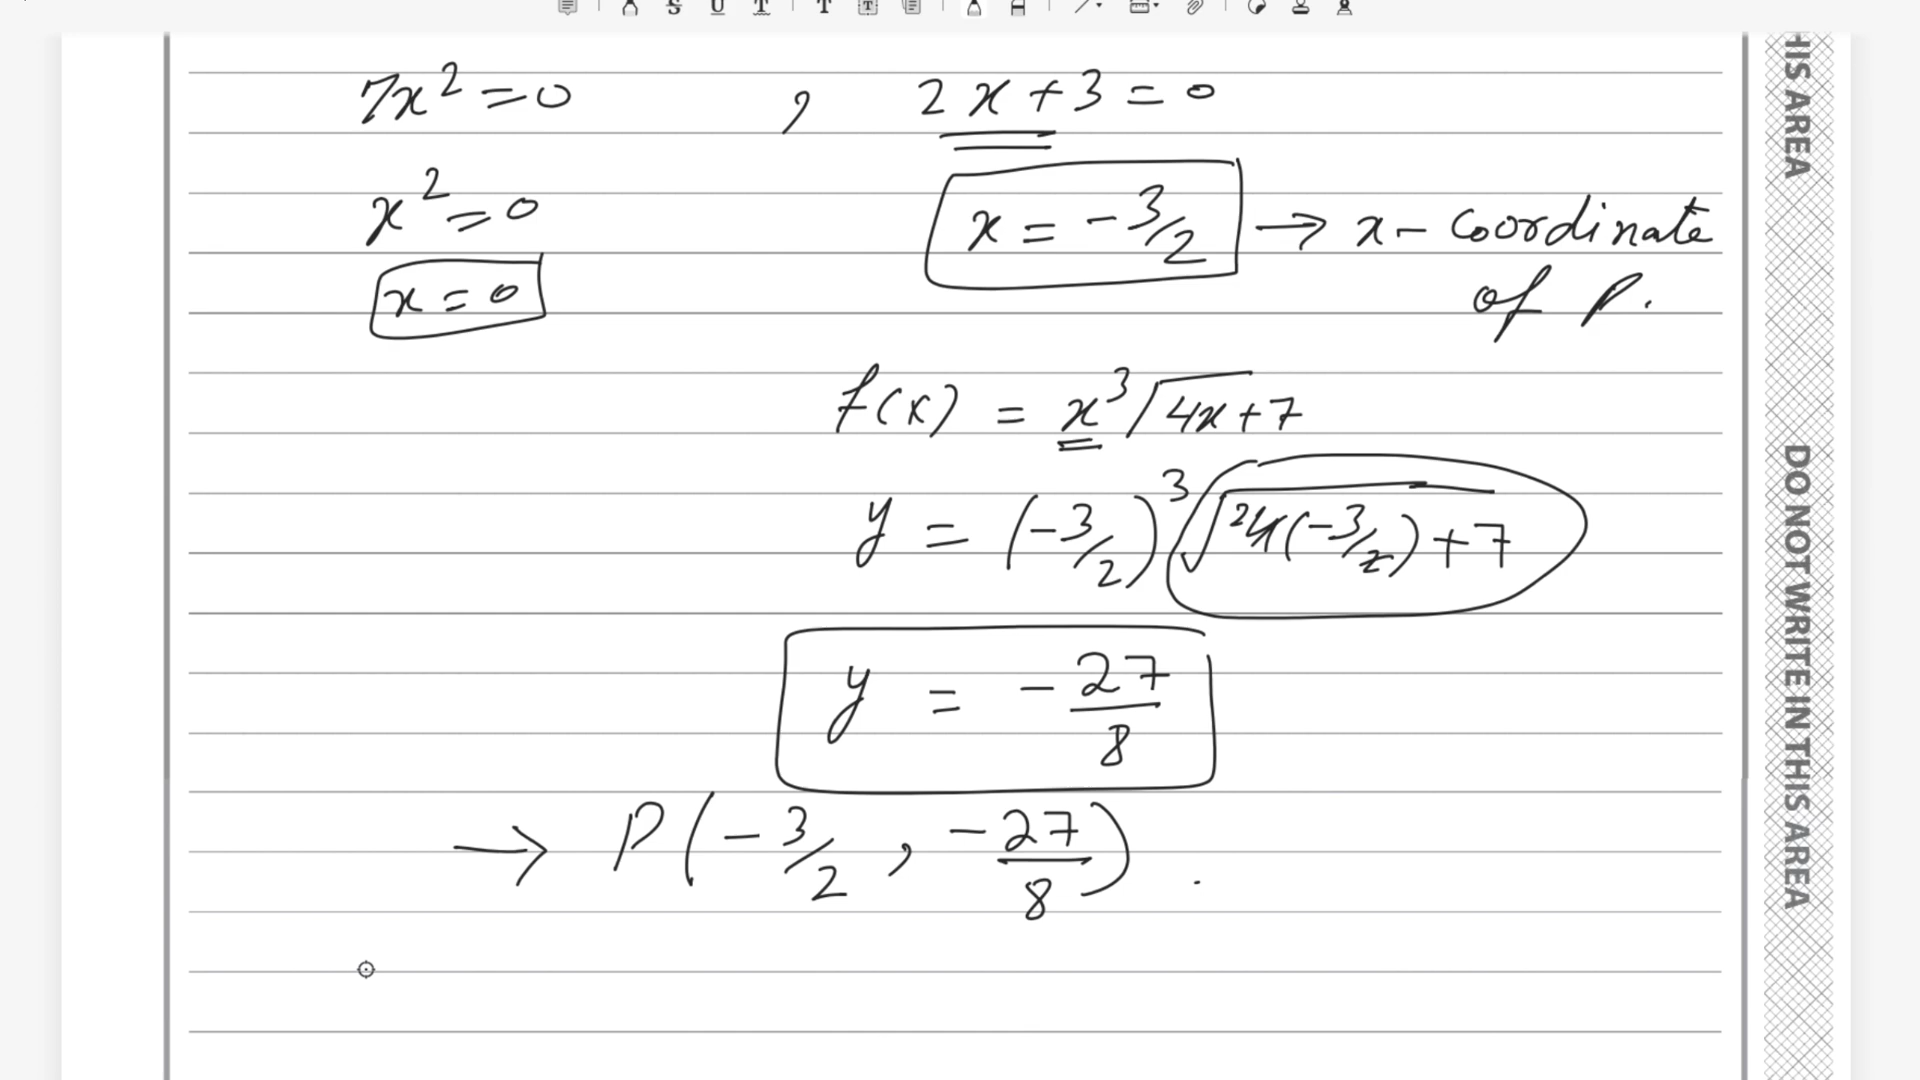 7x² = 0 , 2x + 3 = 0
x² = 0
x = -3/2 → x - coordinate
x = 0
of P.
f(x) = x³√4x+7
y = (-3/2)³√4(-3/2)+7
y = -27/8
→ P(-3/2, -27/8).
HIS AREA
DO NOT WRITE IN THIS AREA